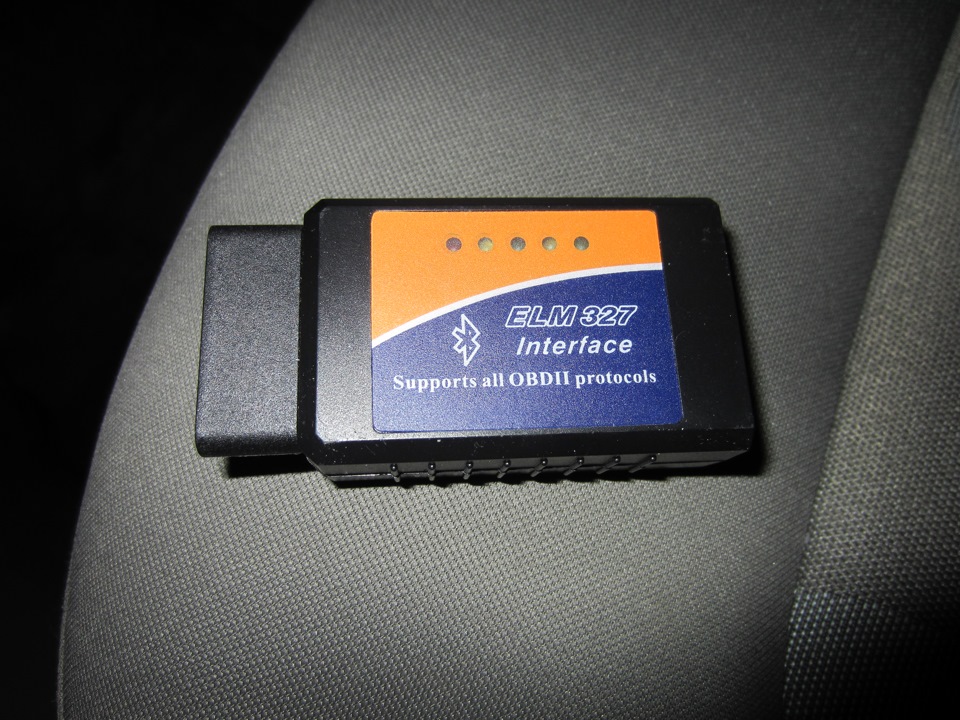 ELM 327
Interface
Supports all OBDII protocols